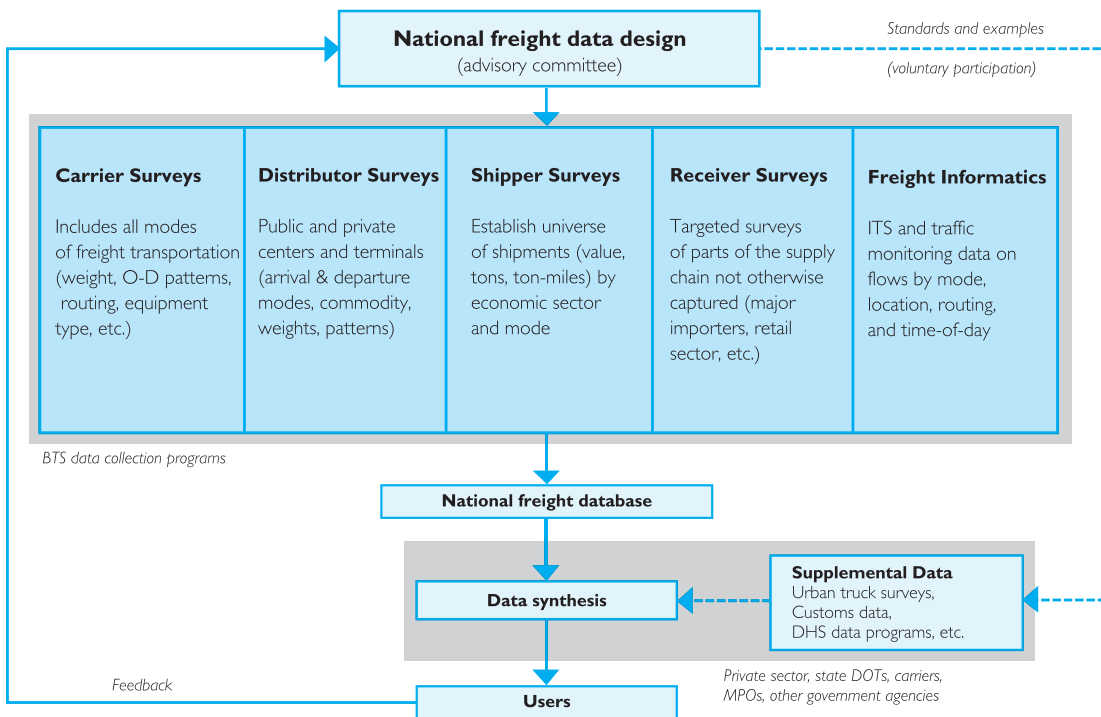 National freight data design
(advisory committee)
Standards and examples
(voluntary participation)
Carrier Surveys
Includes all modes
of freight transportation
(weight, O-D patterns,
routing, equipment
type, etc.)
Distributor Surveys
Public and private
centers and terminals
(arrival & departure
modes, commodity,
weights, patterns)
Shipper Surveys
Establish universe
of shipments (value,
tons, ton-miles) by
economic sector
and mode
Receiver Surveys
Targeted surveys
of parts of the supply
chain not otherwise
captured (major
importers, retail
sector, etc.)
Freight Informatics
ITS and traffic
monitoring data on
flows by mode,
location, routing,
and time-of-day
BTS data collection programs
National freight database
Data synthesis
Supplemental Data
Urban truck surveys,
Customs data,
DHS data programs, etc.
Private sector, state DOTs, carriers,
MPOs, other government agencies
Feedback
Users